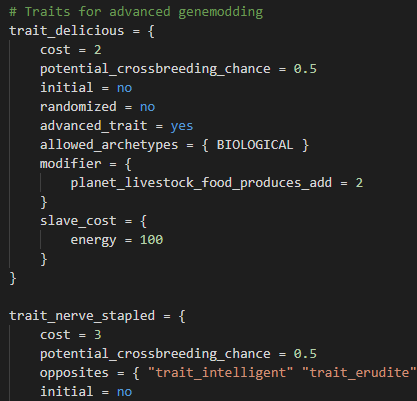 # Traits for advanced genemodding
trait_delicious = {
cost = 2
potential_crossbreeding_chance = 0.5
initial = no
randomized = no
advanced_trait = yes
allowed_archetypes = { BIOLOGICAL }
modifier = {
planet_livestock_food_produces_add = 2
}
slave_cost = {
energy = 100
}
}
trait_nerve_stapled = {
cost = 3
potential_crossbreeding_chance = 0.5
opposites = { "trait_intelligent" "trait_erudite"
initial = no